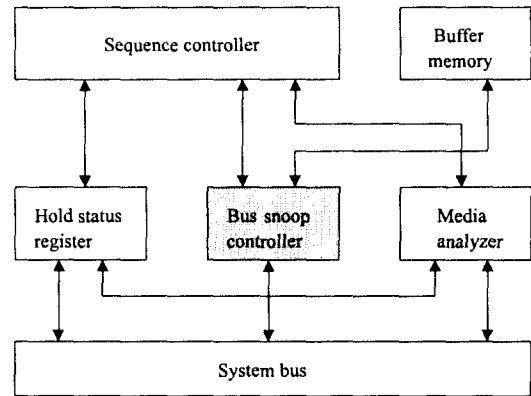 Sequence controller
Buffer
memory
Hold status
register
Bus snoop
controller
Media
analyzer
System bus